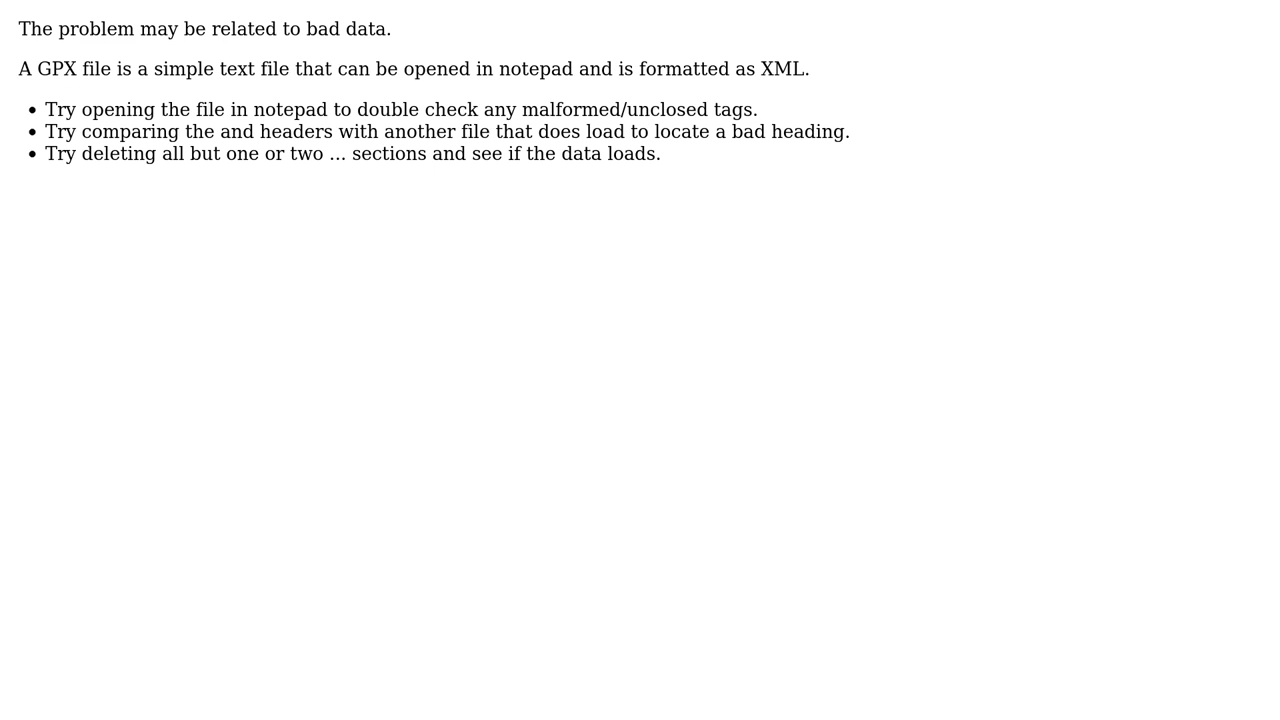 The problem may be related to bad data.
A GPX file is a simple text file that can be opened in notepad and is formatted as XML.
• Try opening the file in notepad to double check any malformed/unclosed tags.
• Try comparing the and headers with another file that does load to locate a bad heading.
• Try deleting all but one or two ... sections and see if the data loads.